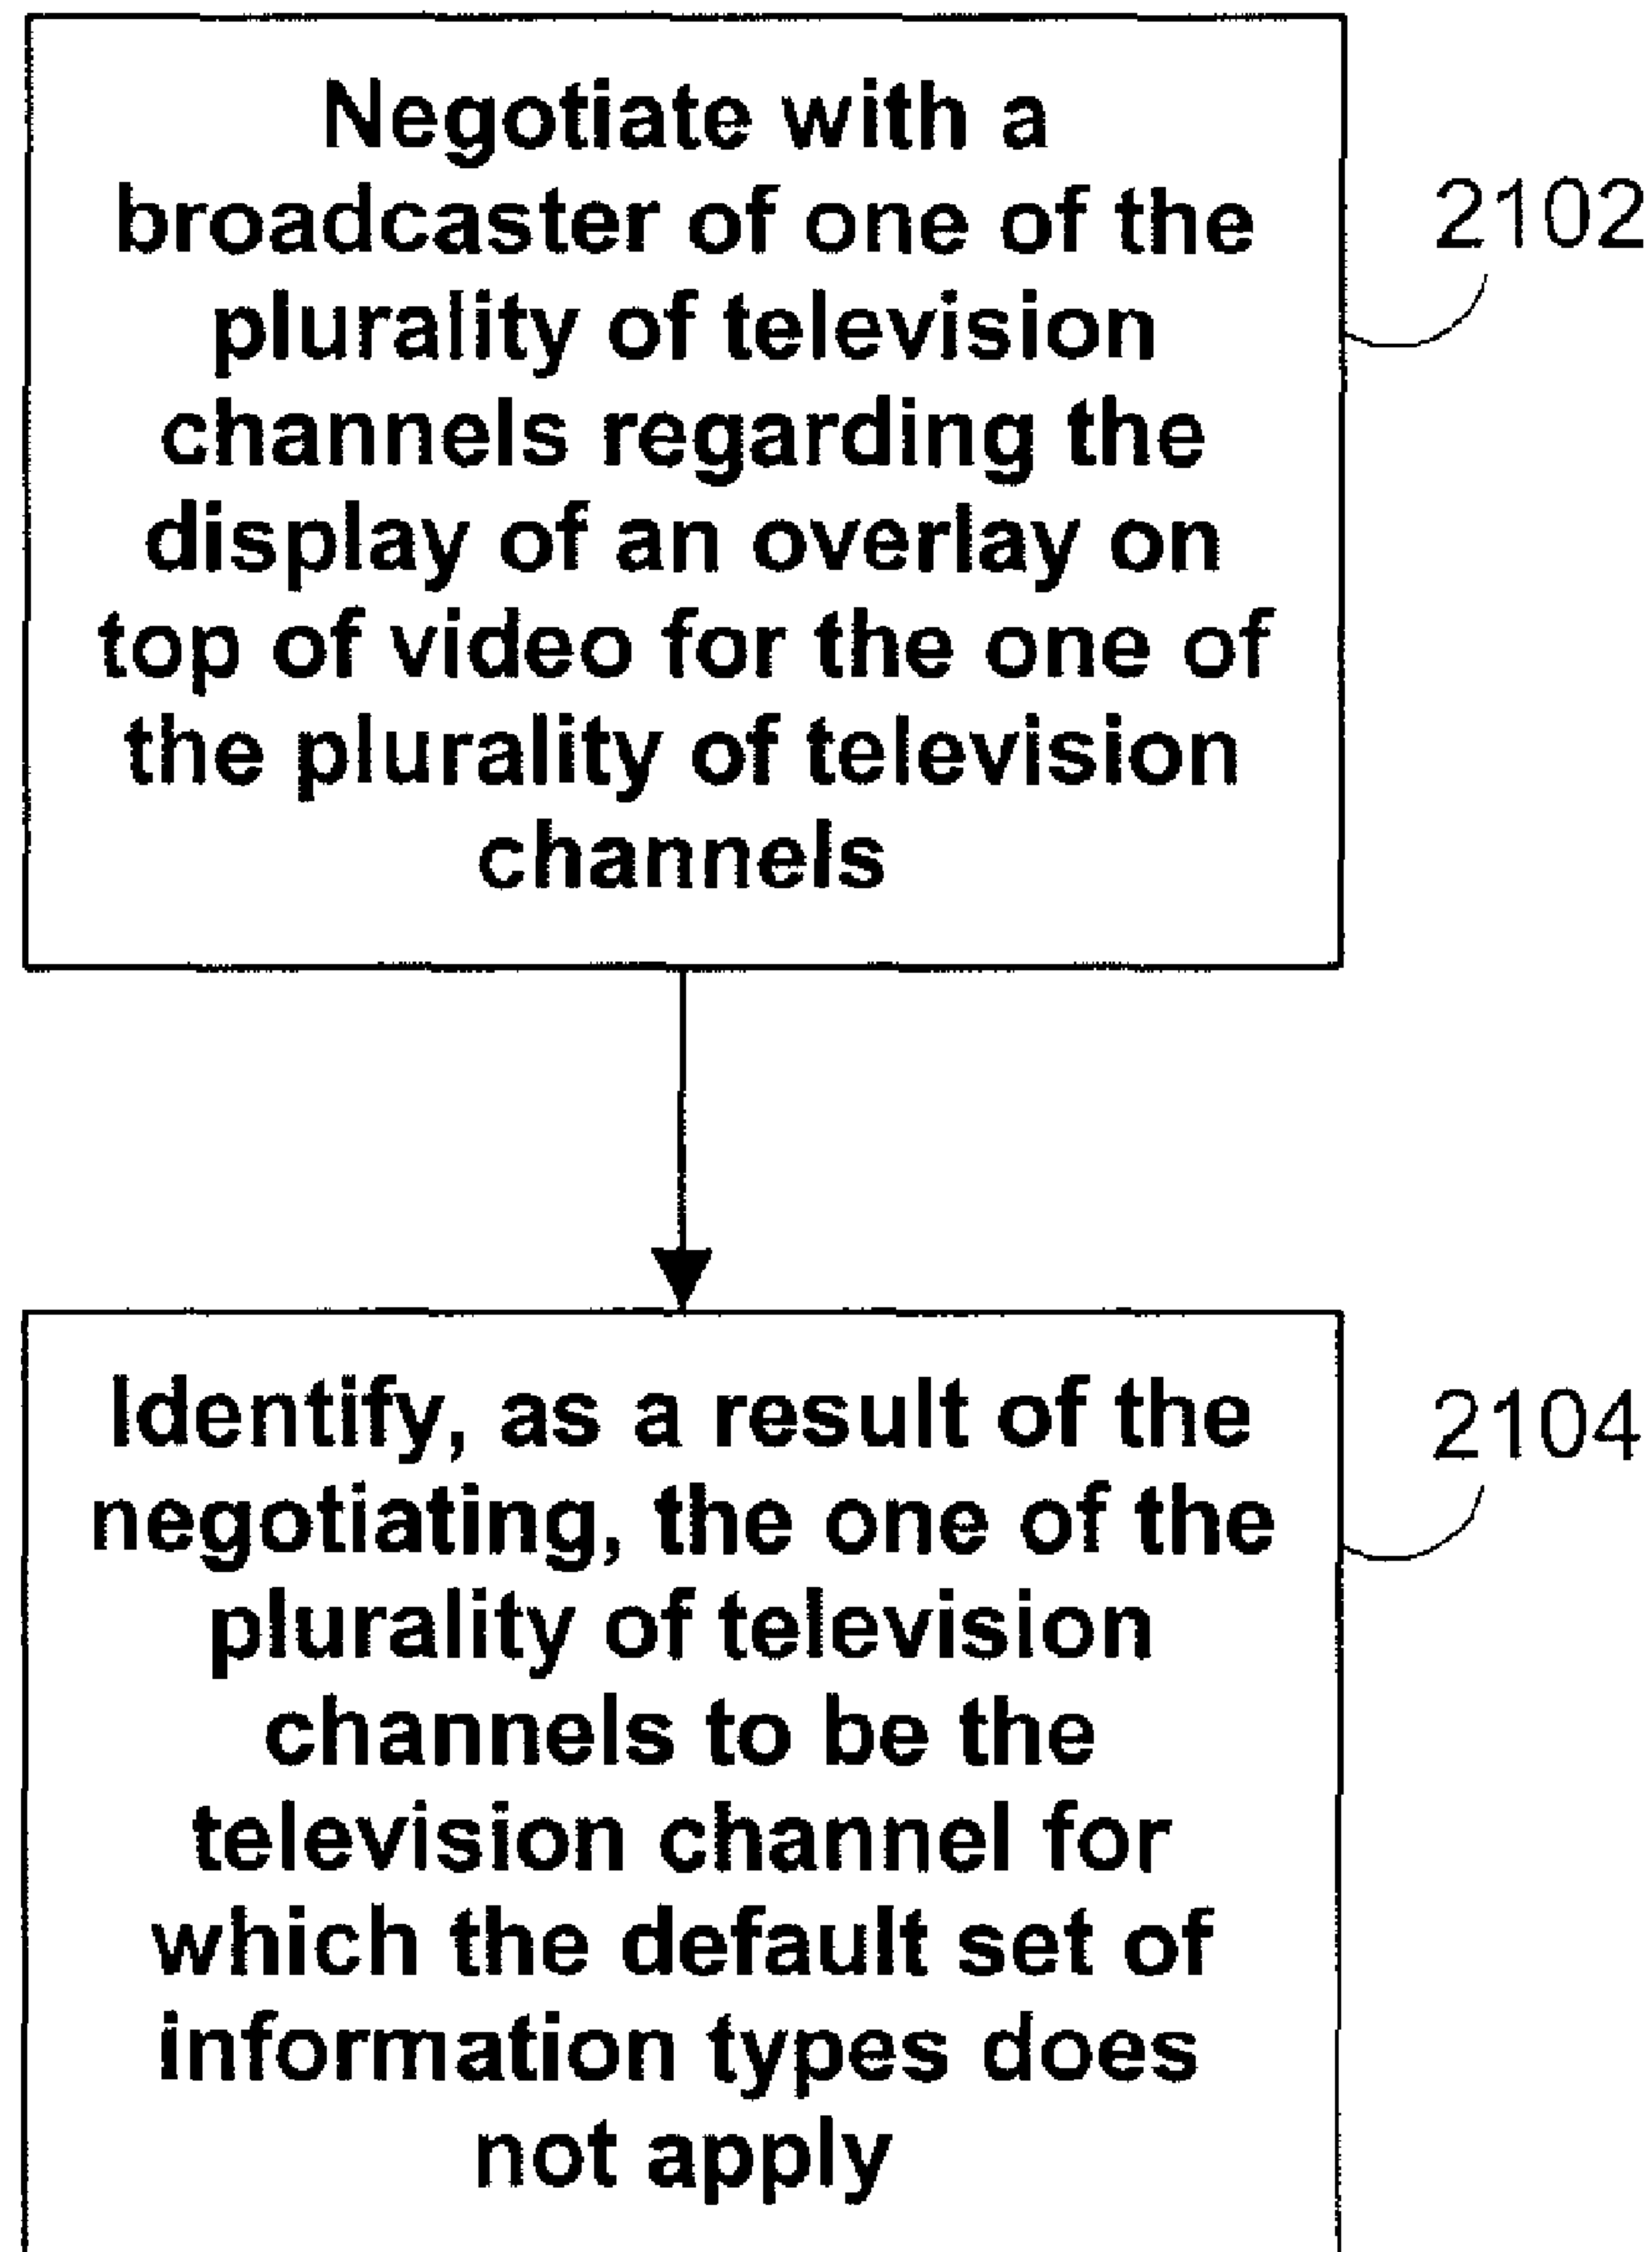 Negotiate with a
broadcaster of one of the
plurality of television
channels regarding the
display of an overlay on
top of video for the one of
the plurality of television
channels
2102
Identify, as a result of the
negotiating, the one of the
plurality of television
channels to be the
television channel for
which the default set of
information types does
not apply
2104